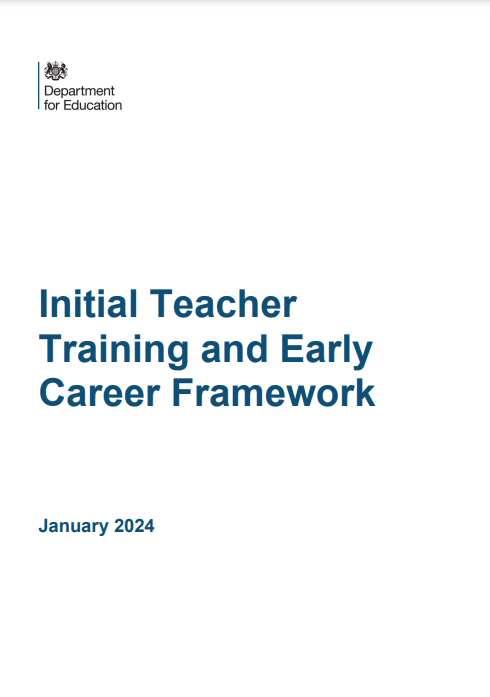 Department
for Education
Initial Teacher
Training and Early
Career Framework
January 2024